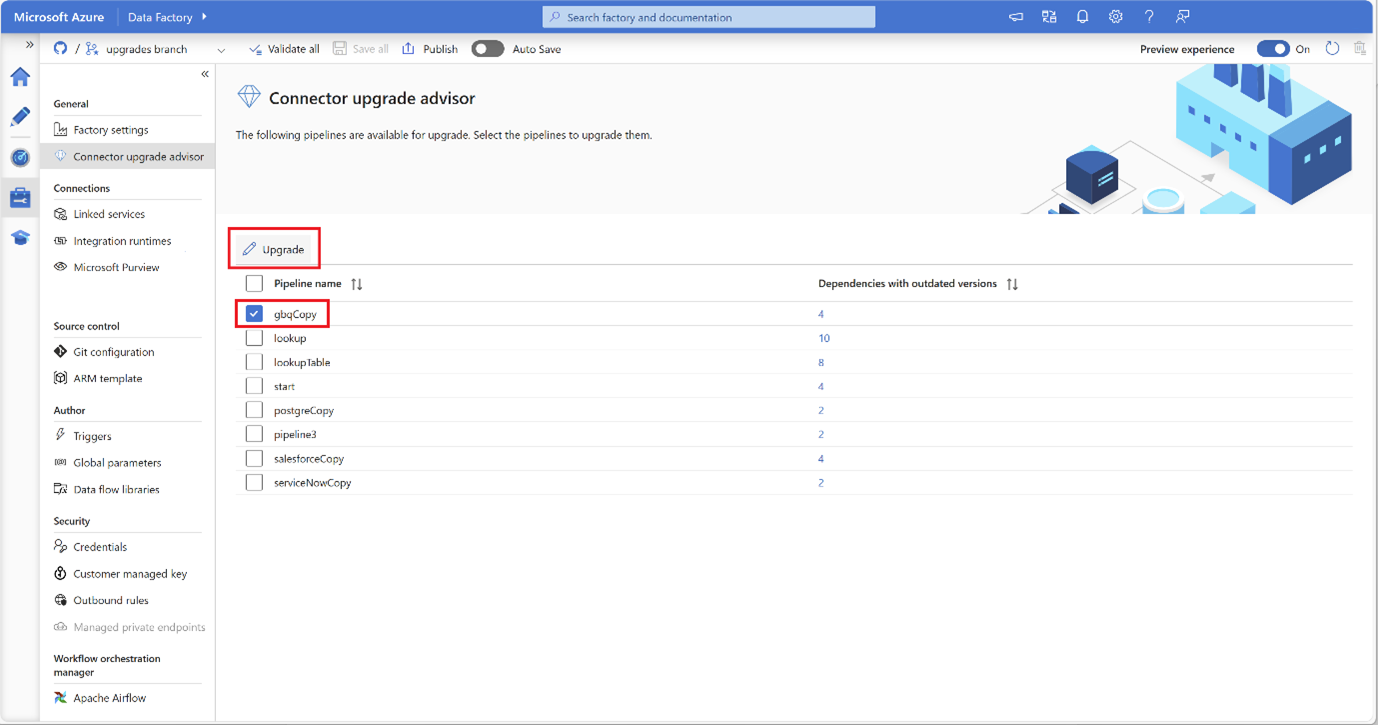 Microsoft Azure
Data Factory
Search factory and documentation
/ upgrades branch
Validate all
Save all
Publish
Auto Save
Preview experience
On
General
Factory settings
Connector upgrade advisor
Connections
Linked services
Integration runtimes
Microsoft Purview
Source control
Git configuration
ARM template
Author
Triggers
Global parameters
Data flow libraries
Security
Credentials
Customer managed key
Outbound rules
Managed private endpoints
Workflow orchestration
manager
Apache Airflow
Connector upgrade advisor
The following pipelines are available for upgrade. Select the pipelines to upgrade them.
Upgrade
Pipeline name Dependencies with outdated versions
gbqCopy 4
lookup 10
lookupTable 8
start 4
postgreCopy 2
pipeline3 2
salesforceCopy 4
serviceNowCopy 2